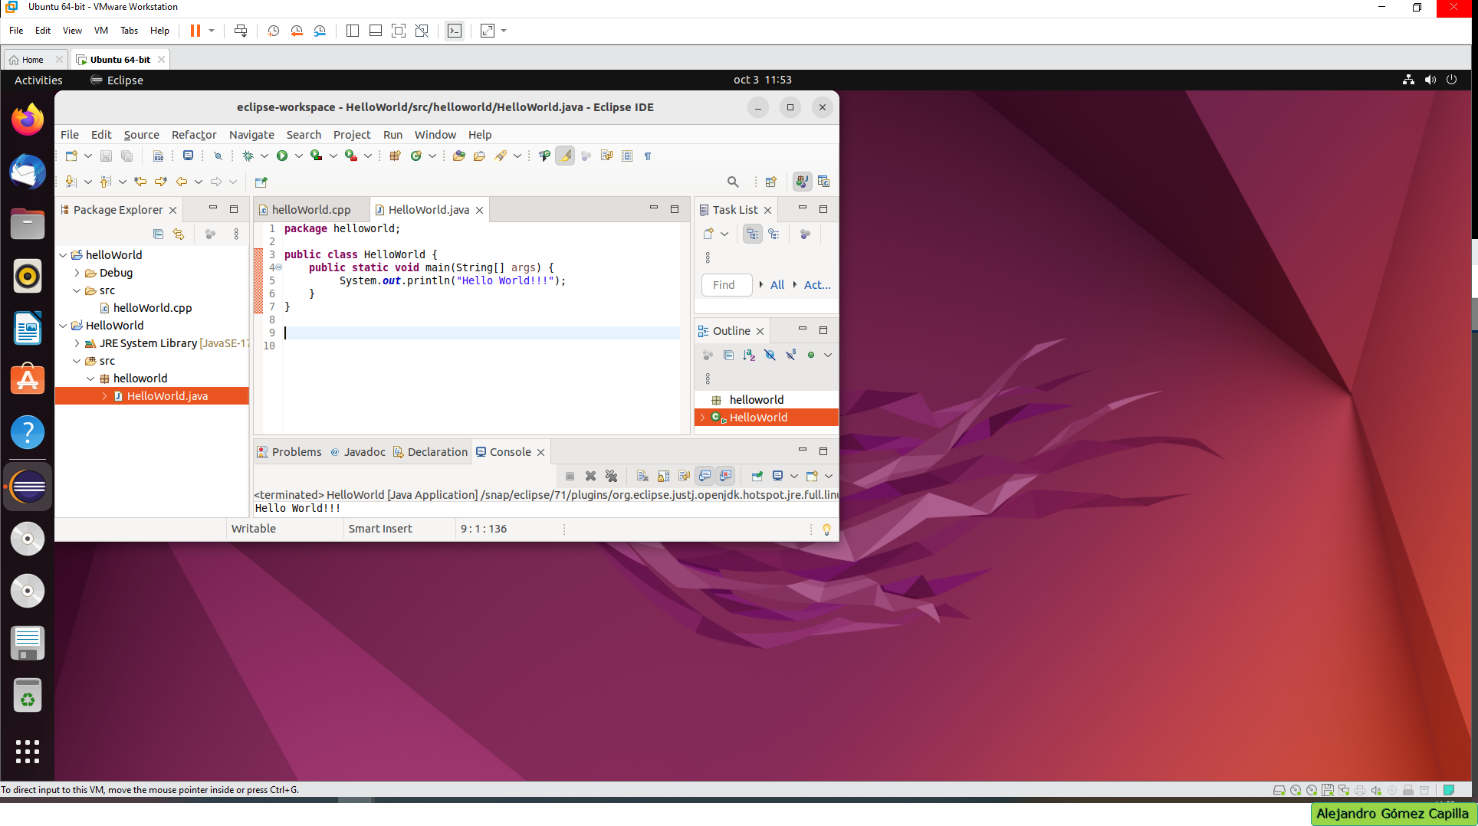 Ubuntu 64-bit - VMware Workstation
File Edit View VM Tabs Help
Home Ubuntu 64-bit
Activities Eclipse oct 3 11:53
eclipse-workspace - HelloWorld/src/helloworld/HelloWorld.java - Eclipse IDE
File Edit Source Refactor Navigate Search Project Run Window Help
Package Explorer
helloWorld
Debug
src
helloWorld.cpp
HelloWorld
JRE System Library [JavaSE-17
src
helloworld
HelloWorld.java
helloWorld.cpp HelloWorld.java
1 package helloworld;
2
3 public class HelloWorld {
4 public static void main(String[] args) {
5 System.out.println("Hello World!!!");
6 }
7 }
8
9
10
Task List
Find All Act...
Outline
helloworld
HelloWorld
Problems Javadoc Declaration Console
<terminated> HelloWorld [Java Application] /snap/eclipse/71/plugins/org.eclipse.justj.openjdk.hotspot.jre.full.linu
Hello World!!!
Writable Smart Insert 9 : 1 : 136
To direct input to this VM, move the mouse pointer inside or press Ctrl+G.
Alejandro Gómez Capilla